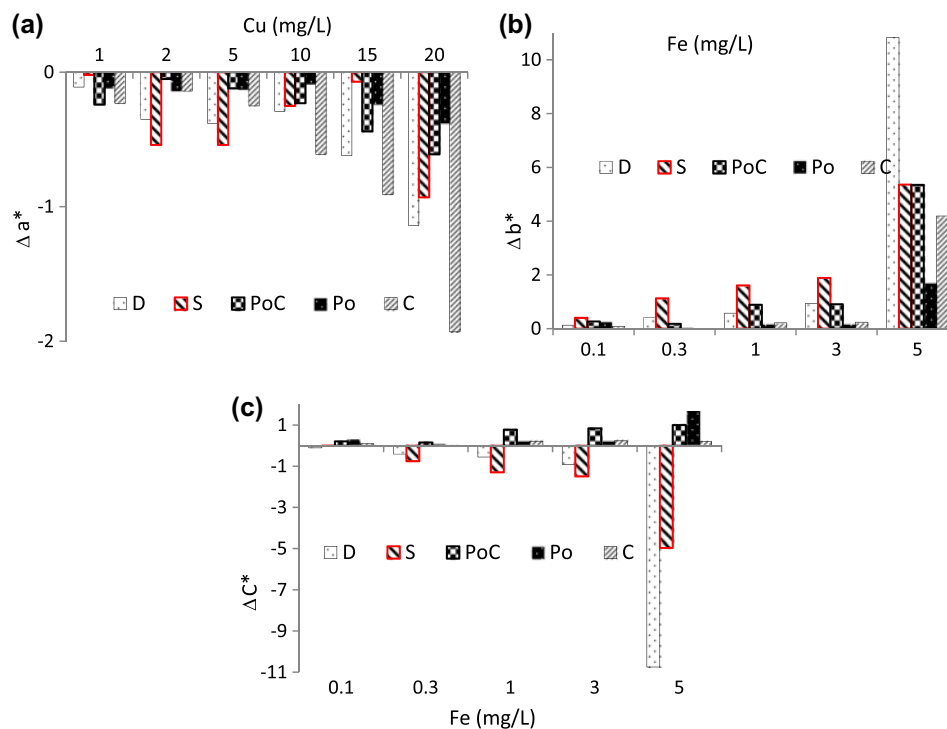 (a)
Cu (mg/L)
1 2 5 10 15 20
0
-1
-2
Δ a*
D S PoC Po C
(b)
Fe (mg/L)
10
8
6
4
2
0
Δ b*
D S PoC Po C
0.1 0.3 1 3 5
(c)
1
-1
-3
-5
-7
-9
-11
ΔC*
D S PoC Po C
0.1 0.3 1 3 5
Fe (mg/L)